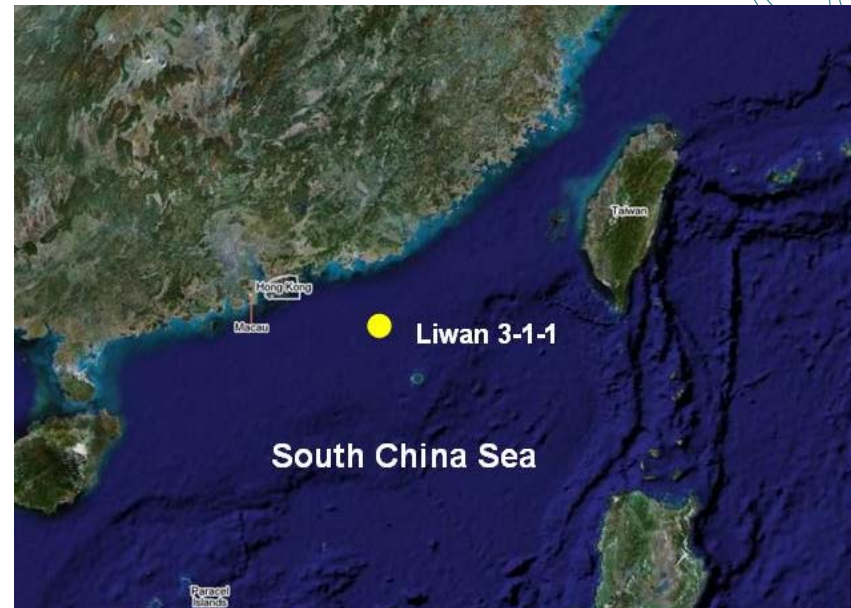 Taiwan
Hong Kong
Macau
Liwan 3-1-1
South China Sea
Paracel
Islands